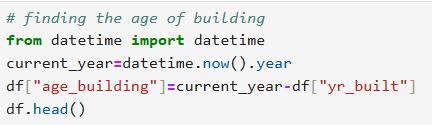 # finding the age of building
from datetime import datetime
current_year=datetime.now().year
df["age_building"]=current_year-df["yr_built"]
df.head()